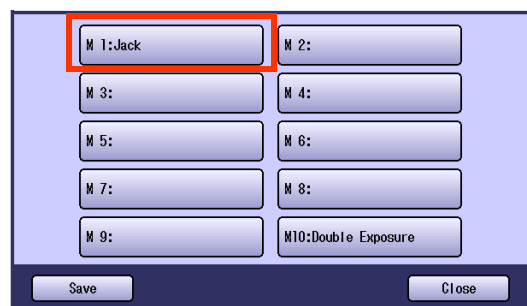 M 1:Jack
M 2:
M 3:
M 4:
M 5:
M 6:
M 7:
M 8:
M 9:
M10:Double Exposure
Save
Close